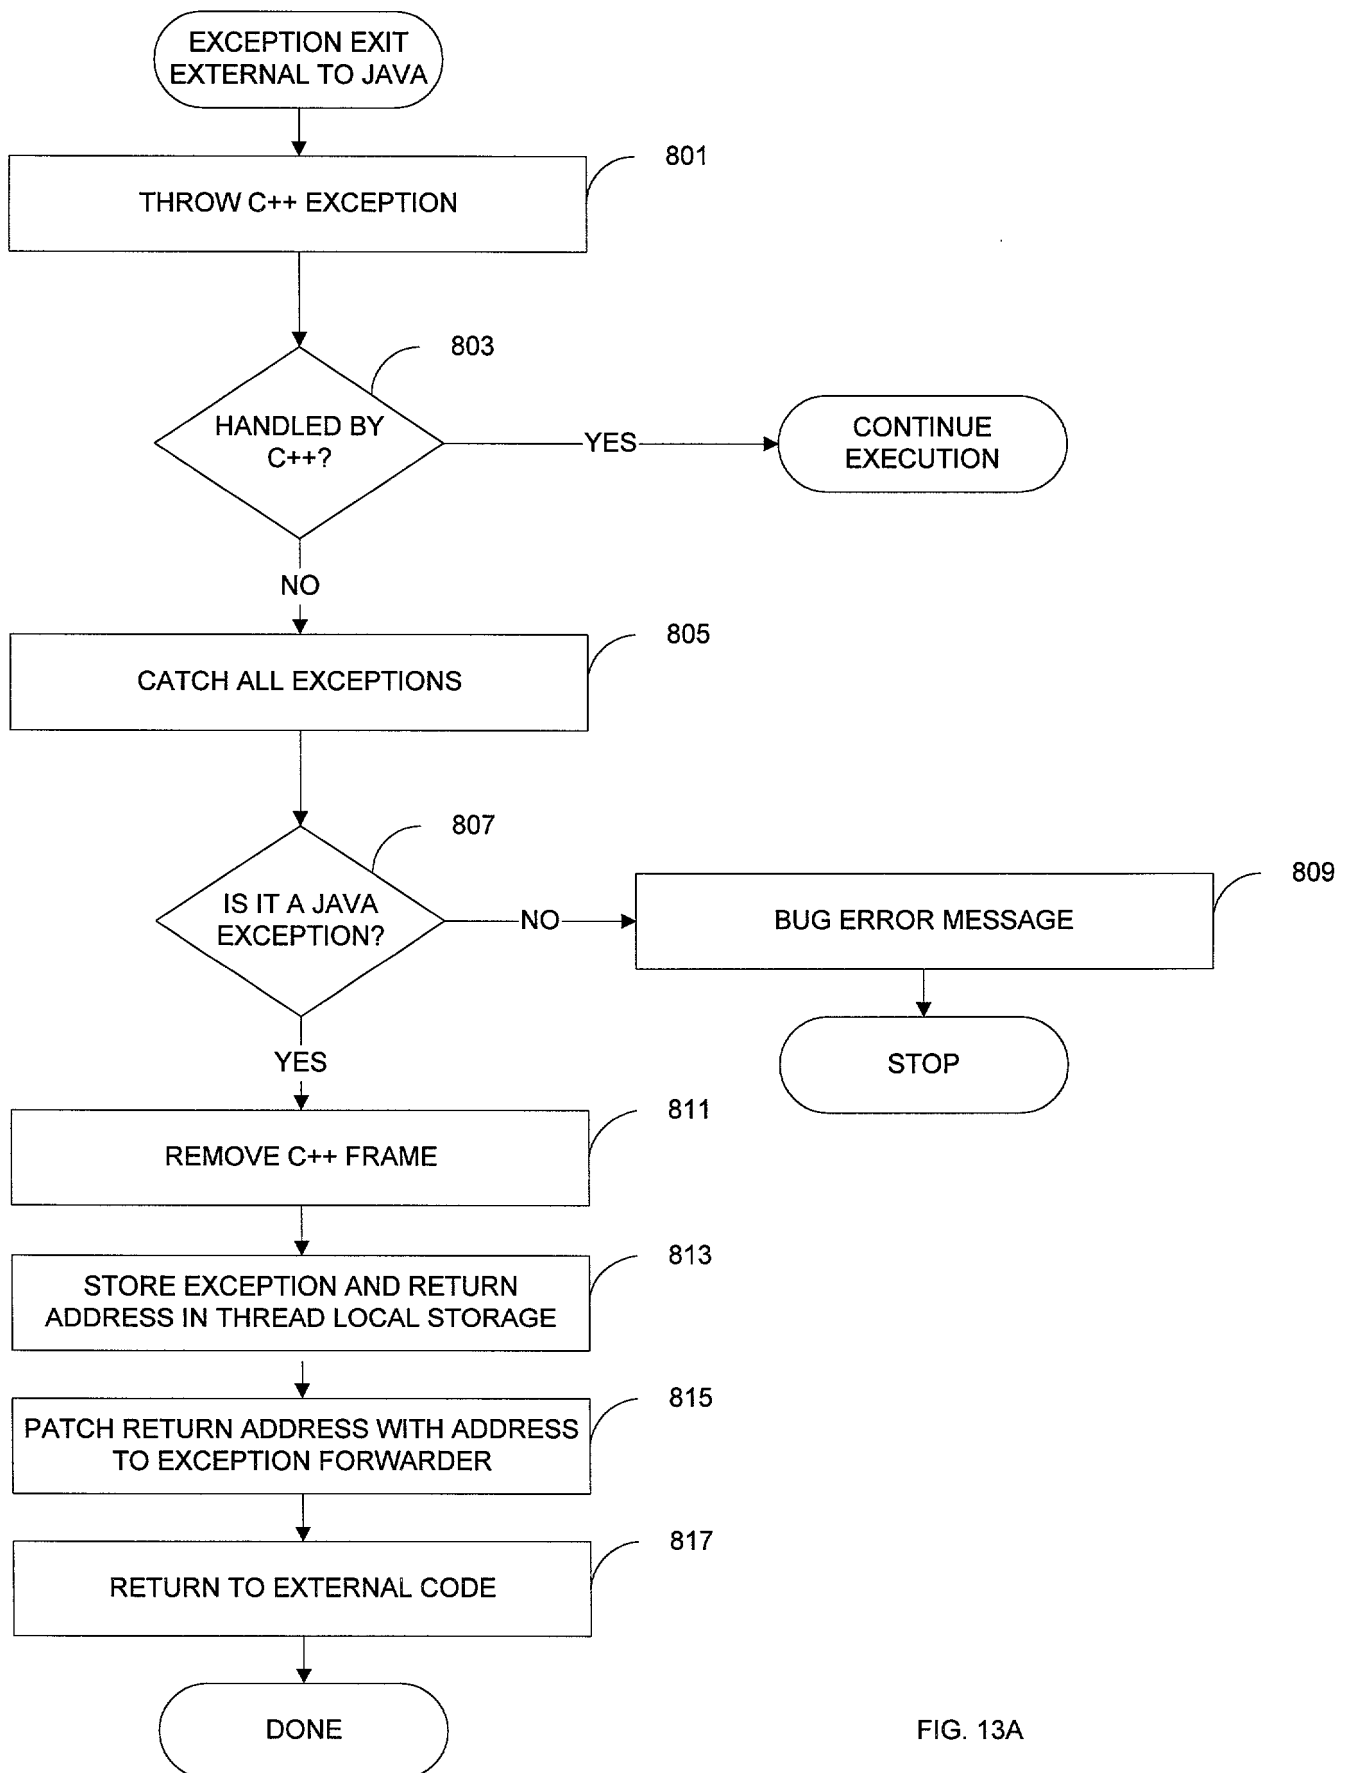 EXCEPTION EXIT
EXTERNAL TO JAVA
801
THROW C++ EXCEPTION
803
HANDLED BY
C++?
YES
CONTINUE
EXECUTION
NO
805
CATCH ALL EXCEPTIONS
807
IS IT A JAVA
EXCEPTION?
NO
809
BUG ERROR MESSAGE
STOP
YES
811
REMOVE C++ FRAME
813
STORE EXCEPTION AND RETURN
ADDRESS IN THREAD LOCAL STORAGE
815
PATCH RETURN ADDRESS WITH ADDRESS
TO EXCEPTION FORWARDER
817
RETURN TO EXTERNAL CODE
DONE
FIG. 13A